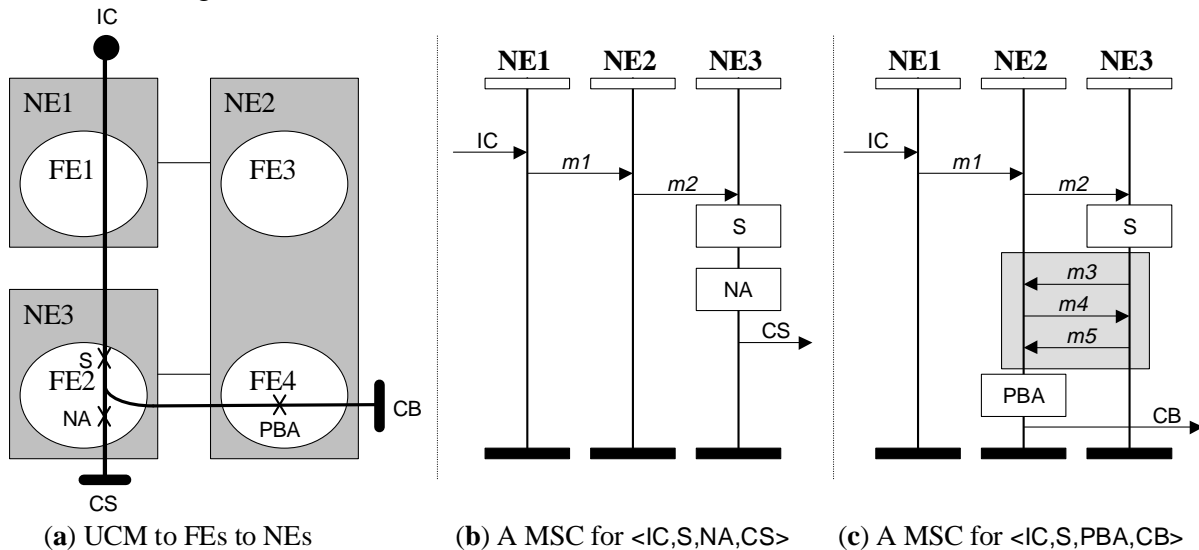 IC
NE1
NE2
FE1
FE3
NE3
S
FE2
FE4
NA
PBA
CB
CS
(a) UCM to FEs to NEs
NE1 NE2 NE3
IC
m1
m2
S
NA
CS
(b) A MSC for <IC,S,NA,CS>
NE1 NE2 NE3
IC
m1
m2
S
m3
m4
m5
PBA
CB
(c) A MSC for <IC,S,PBA,CB>